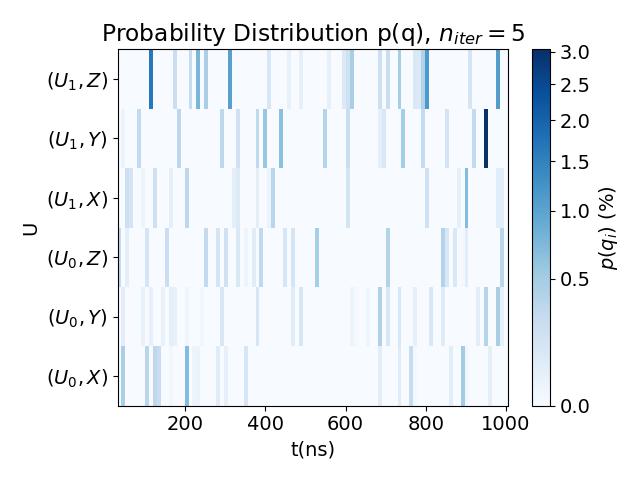 Probability Distribution p(q), $n_{iter} = 5$
U
$(U_1, Z)$
$(U_1, Y)$
$(U_1, X)$
$(U_0, Z)$
$(U_0, Y)$
$(U_0, X)$
200 400 600 800 1000
t(ns)
3.0
2.5
2.0
1.5
1.0
0.5
0.0
$p(q_i)$ (%)